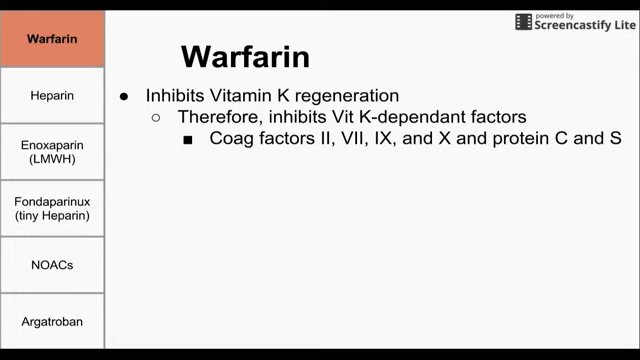 powered by
Screencastify Lite
Warfarin
Heparin
Enoxaparin
(LMWH)
Fondaparinux
(tiny Heparin)
NOACs
Argatroban
Warfarin
● Inhibits Vitamin K regeneration
○ Therefore, inhibits Vit K-dependant factors
■ Coag factors II, VII, IX, and X and protein C and S